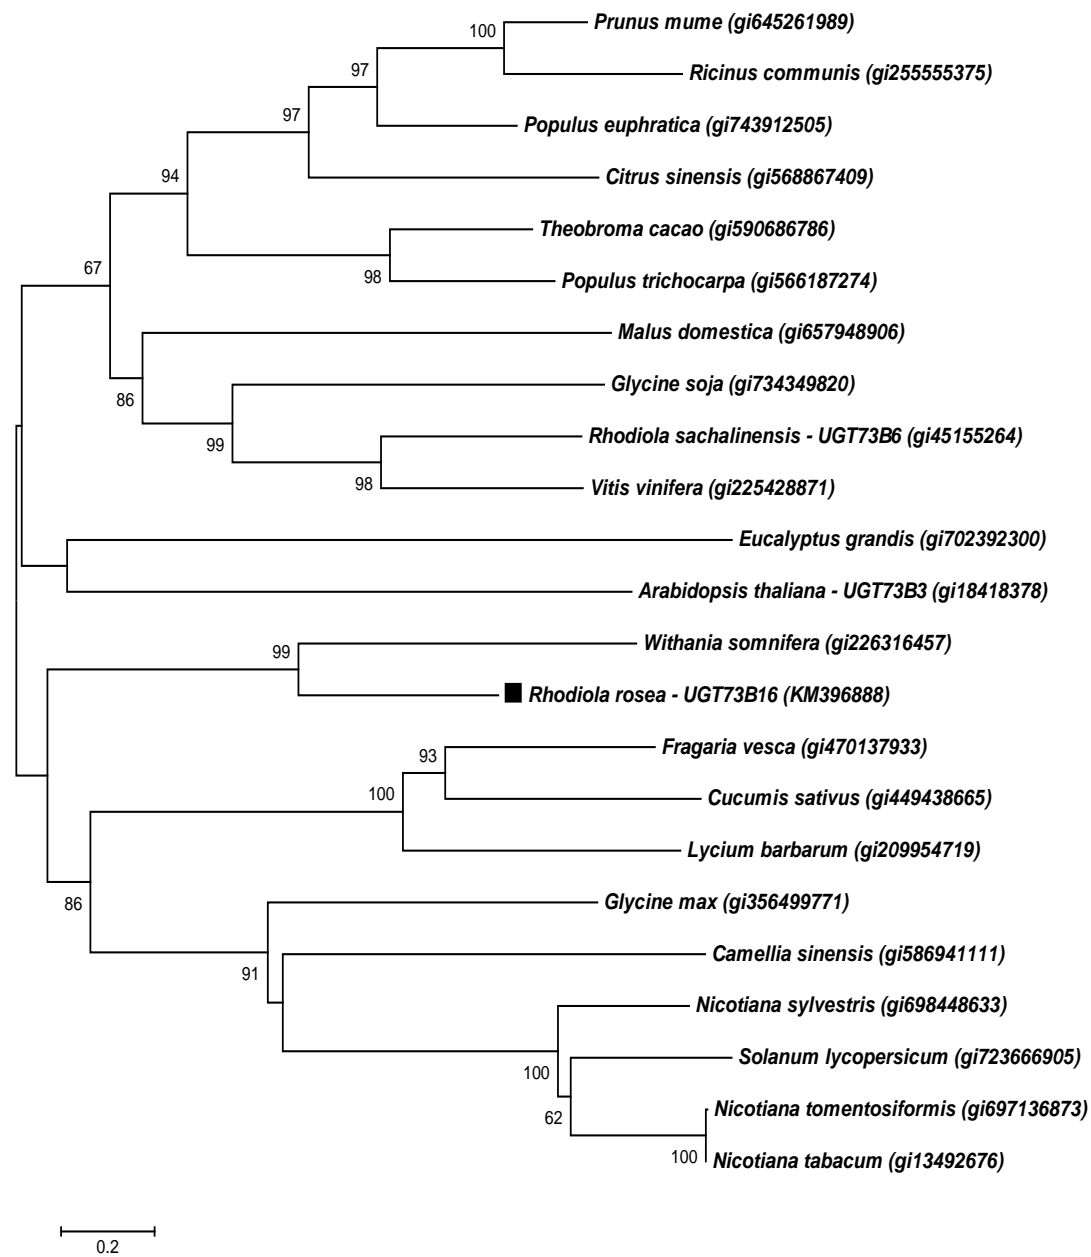 Prunus mume (gi645261989)
100
Ricinus communis (gi255555375)
97
Populus euphratica (gi743912505)
97
Citrus sinensis (gi568867409)
94
Theobroma cacao (gi590686786)
98
Populus trichocarpa (gi566187274)
67
Malus domestica (gi657948906)
86
Glycine soja (gi734349820)
99
Rhodiola sachalinensis - UGT73B6 (gi45155264)
98
Vitis vinifera (gi225428871)
Eucalyptus grandis (gi702392300)
Arabidopsis thaliana - UGT73B3 (gi18418378)
Withania somnifera (gi226316457)
99
Rhodiola rosea - UGT73B16 (KM396888)
Fragaria vesca (gi470137933)
93
Cucumis sativus (gi449438665)
100
Lycium barbarum (gi209954719)
86
Glycine max (gi356499771)
91
Camellia sinensis (gi586941111)
Nicotiana sylvestris (gi698448633)
100
Solanum lycopersicum (gi723666905)
62
Nicotiana tomentosiformis (gi697136873)
100
Nicotiana tabacum (gi13492676)
0.2